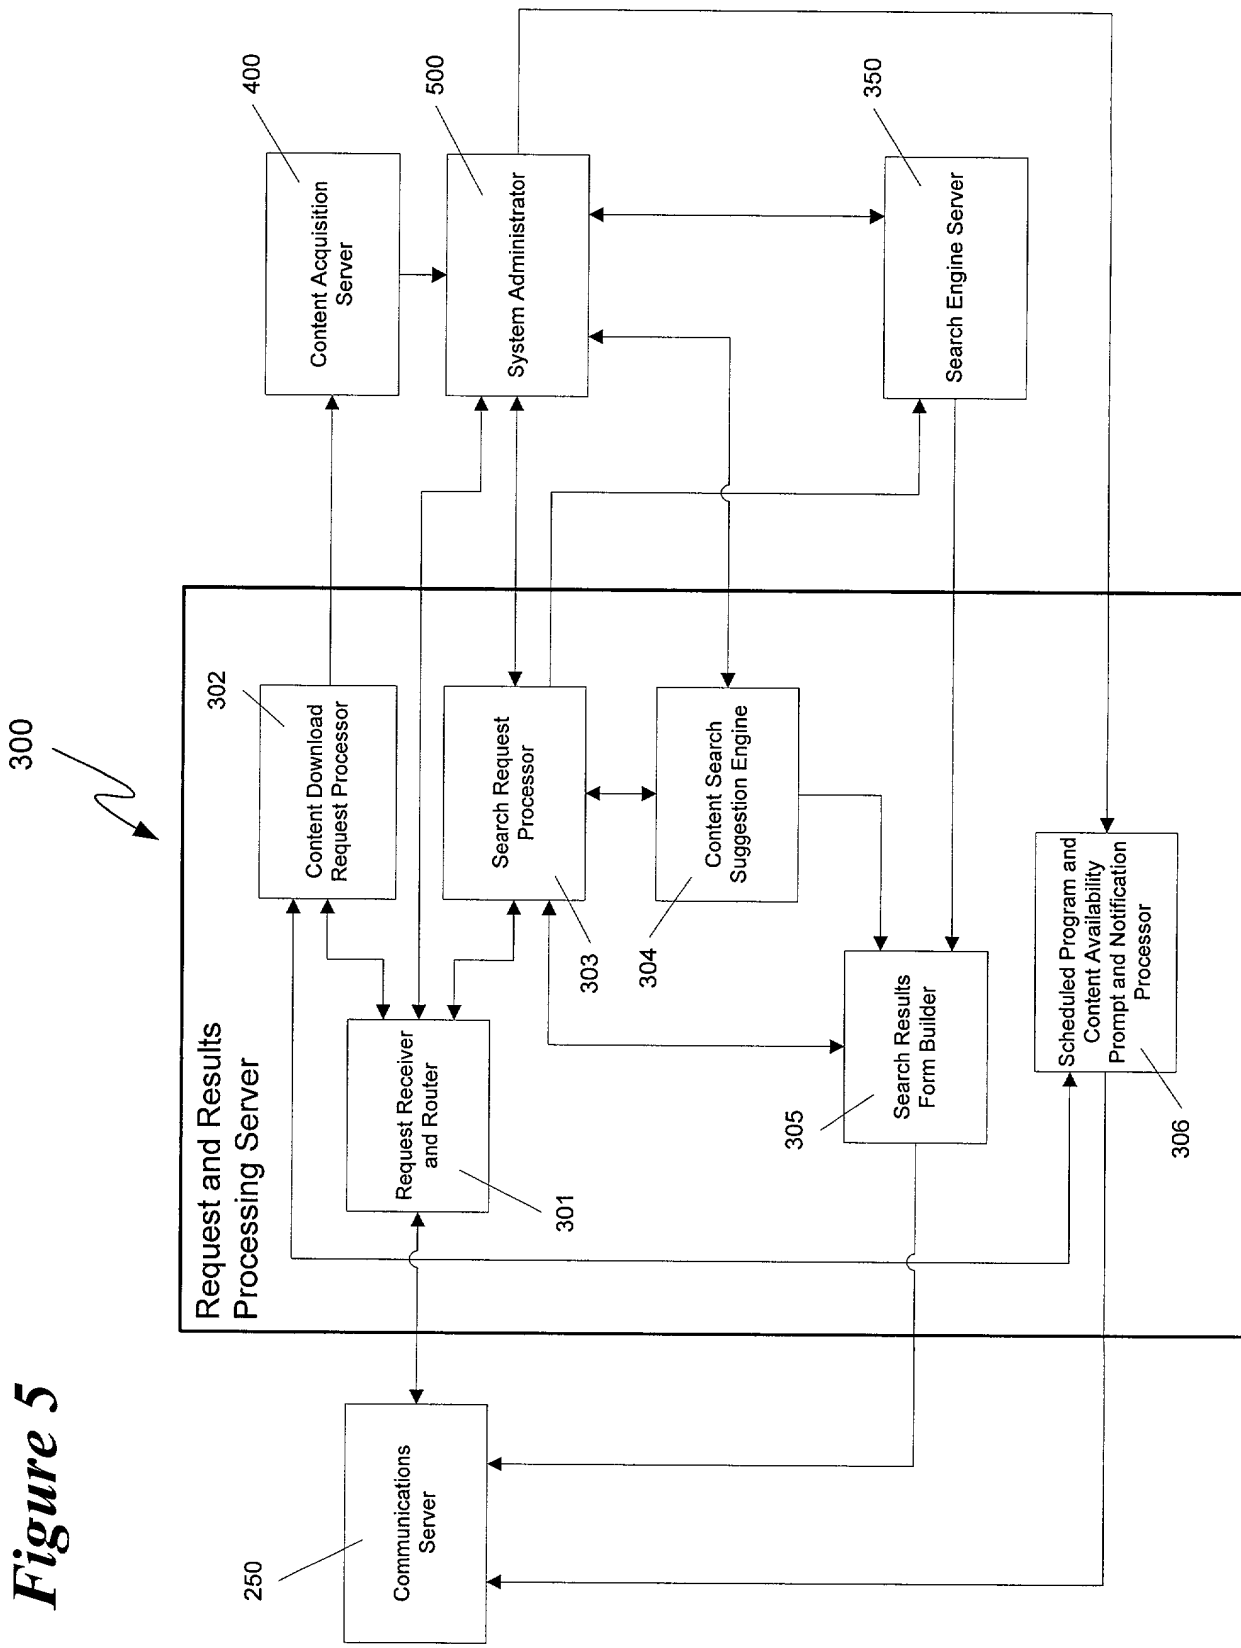 Figure 5
300
Request and Results
Processing Server
Communications
Server
250
Request Receiver
and Router
301
Content Download
Request Processor
302
Search Request
Processor
303
Content Search
Suggestion Engine
304
Search Results
Form Builder
305
Scheduled Program and
Content Availability
Prompt and Notification
Processor
306
Content Acquisition
Server
400
System Administrator
500
Search Engine Server
350